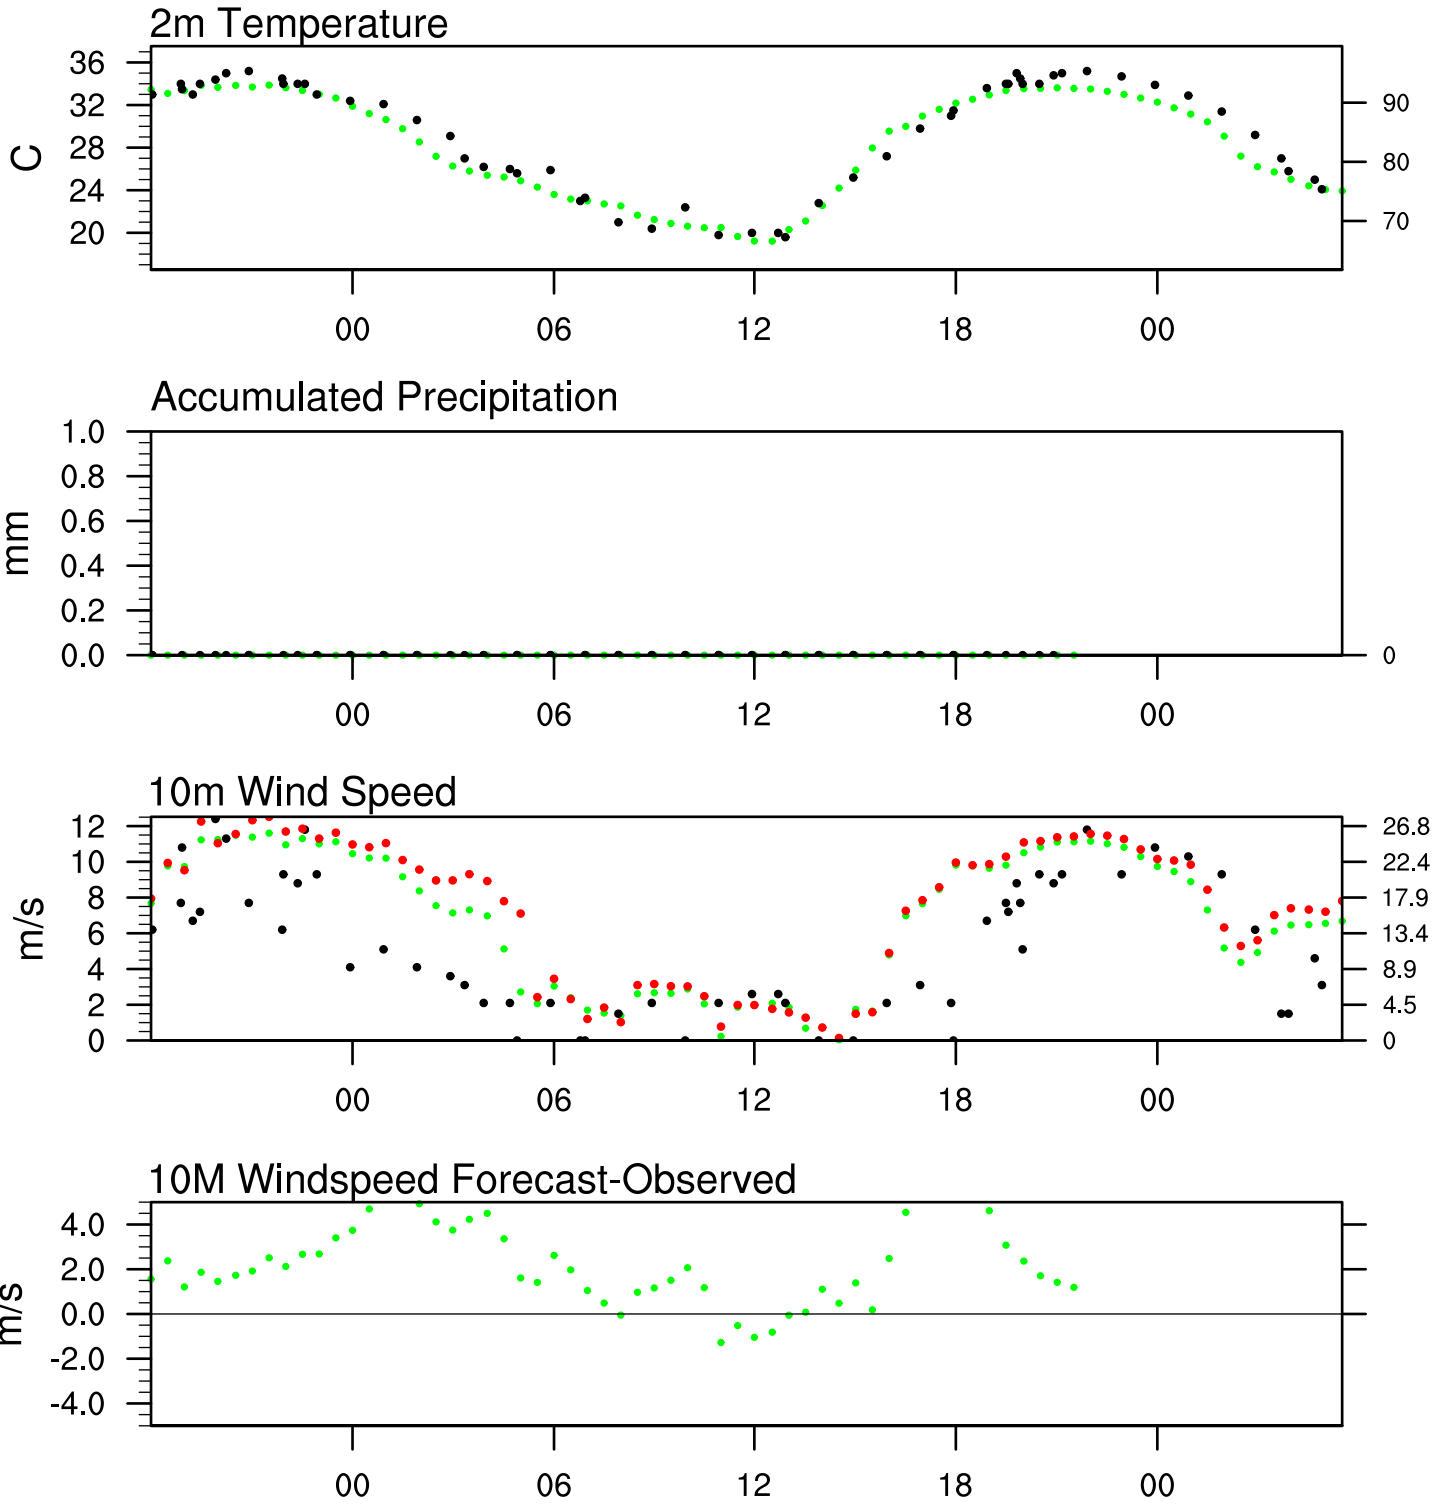 2m Temperature
C
36
32
28
24
20
90
80
70
00 06 12 18 00
Accumulated Precipitation
mm
1.0
0.8
0.6
0.4
0.2
0.0
0
00 06 12 18 00
10m Wind Speed
m/s
12
10
8
6
4
2
0
26.8
22.4
17.9
13.4
8.9
4.5
0
00 06 12 18 00
10M Windspeed Forecast-Observed
m/s
4.0
2.0
0.0
-2.0
-4.0
00 06 12 18 00